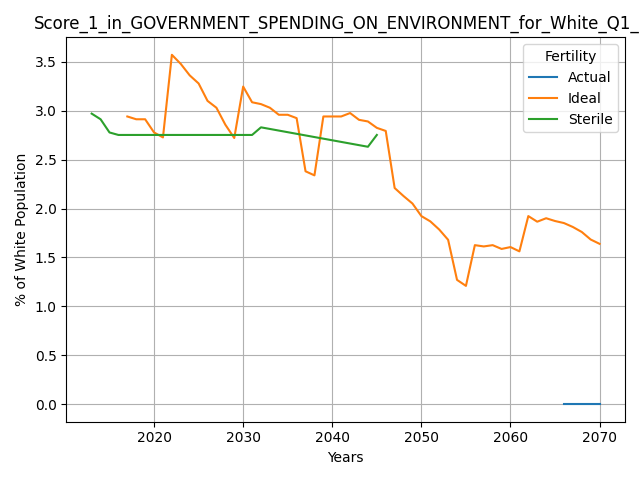 Score_1_in_GOVERNMENT_SPENDING_ON_ENVIRONMENT_for_White_Q1_
Fertility
Actual
Ideal
Sterile
% of White Population
3.5
3.0
2.5
2.0
1.5
1.0
0.5
0.0
2020 2030 2040 2050 2060 2070
Years